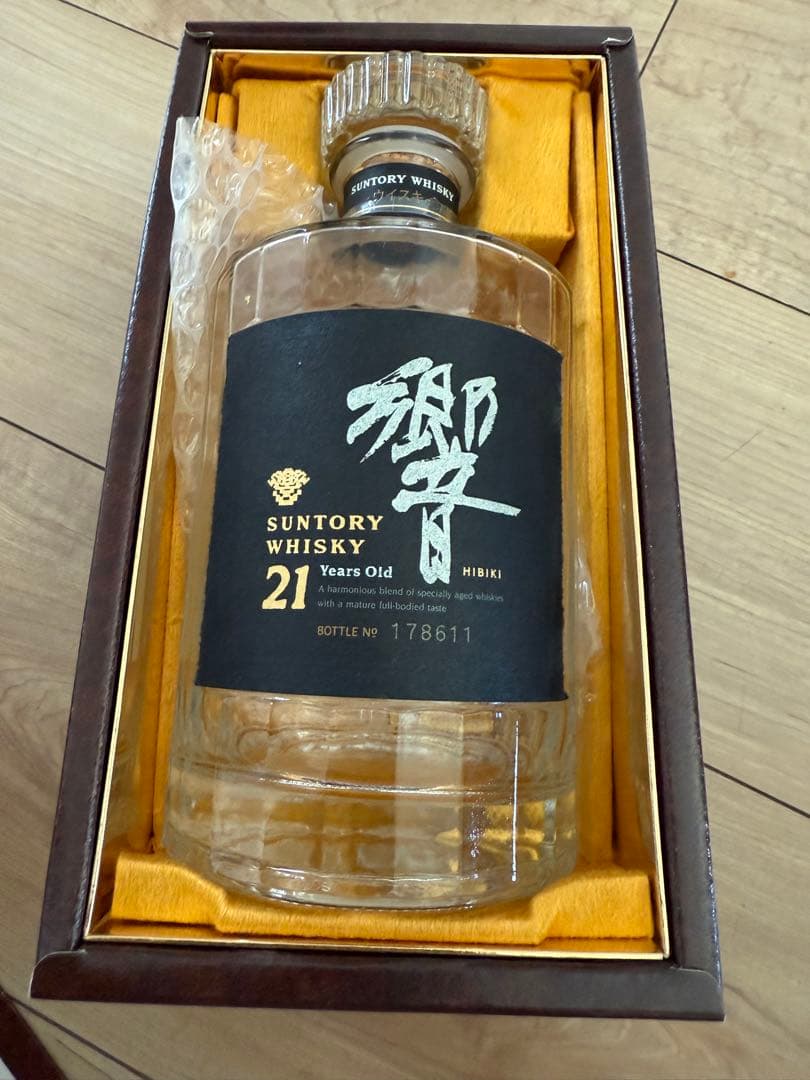 SUNTORY WHISKY
ウイスキー
響
SUNTORY
WHISKY
21 Years Old
HIBIKI
A harmonious blend of specially aged whiskies
with a mature full-bodied taste
BOTTLE Nº 178611